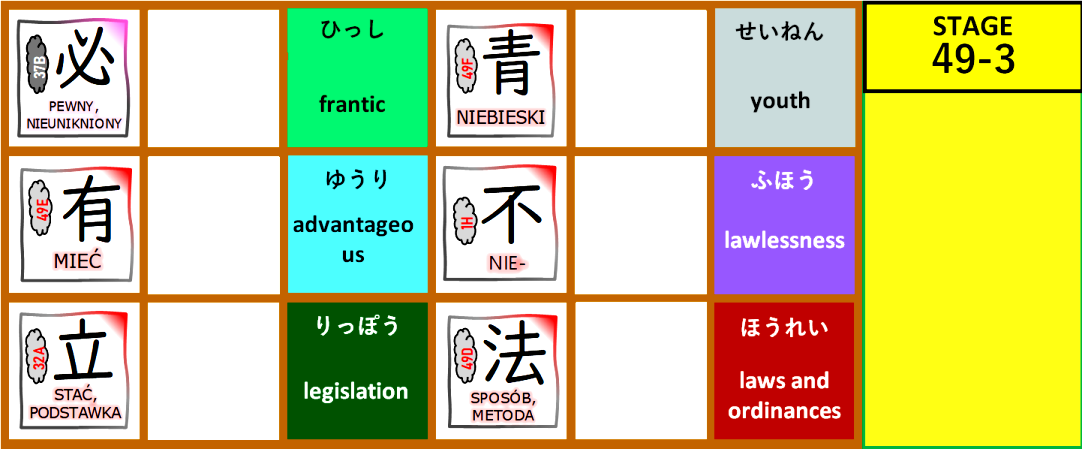 37B
必
PEWNY,
NIEUNIKNIONY
ひっし
frantic
49F
青
NIEBIESKI
せいねん
youth
STAGE
49-3
49E
有
MIEĆ
ゆうり
advantageo
us
1H
不
NIE-
ふほう
lawlessness
32A
立
STAĆ,
PODSTAWKA
りっぽう
legislation
49D
法
SPOSÓB,
METODA
ほうれい
laws and
ordinances